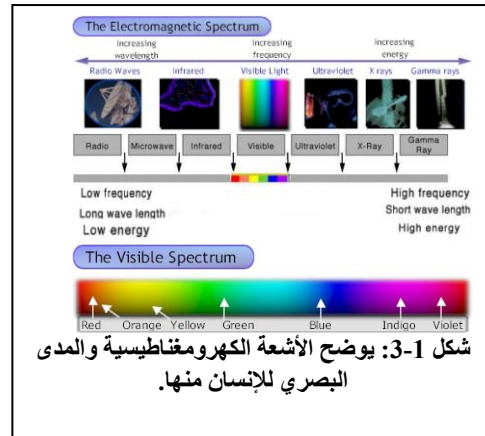 The Electromagnetic Spectrum
increasing wavelength
increasing frequency
increasing energy
Radio Waves Infrared Visible Light Ultraviolet X rays Gamma rays
Radio Microwave Infrared Visible Ultraviolet X-Ray Gamma Ray
Low frequency High frequency
Long wave length Short wave length
Low energy High energy
The Visible Spectrum
Red Orange Yellow Green Blue Indigo Violet
شكل 1-3: يوضح الأشعة الكهرومغناطيسية والمدى
البصري للإنسان منها.